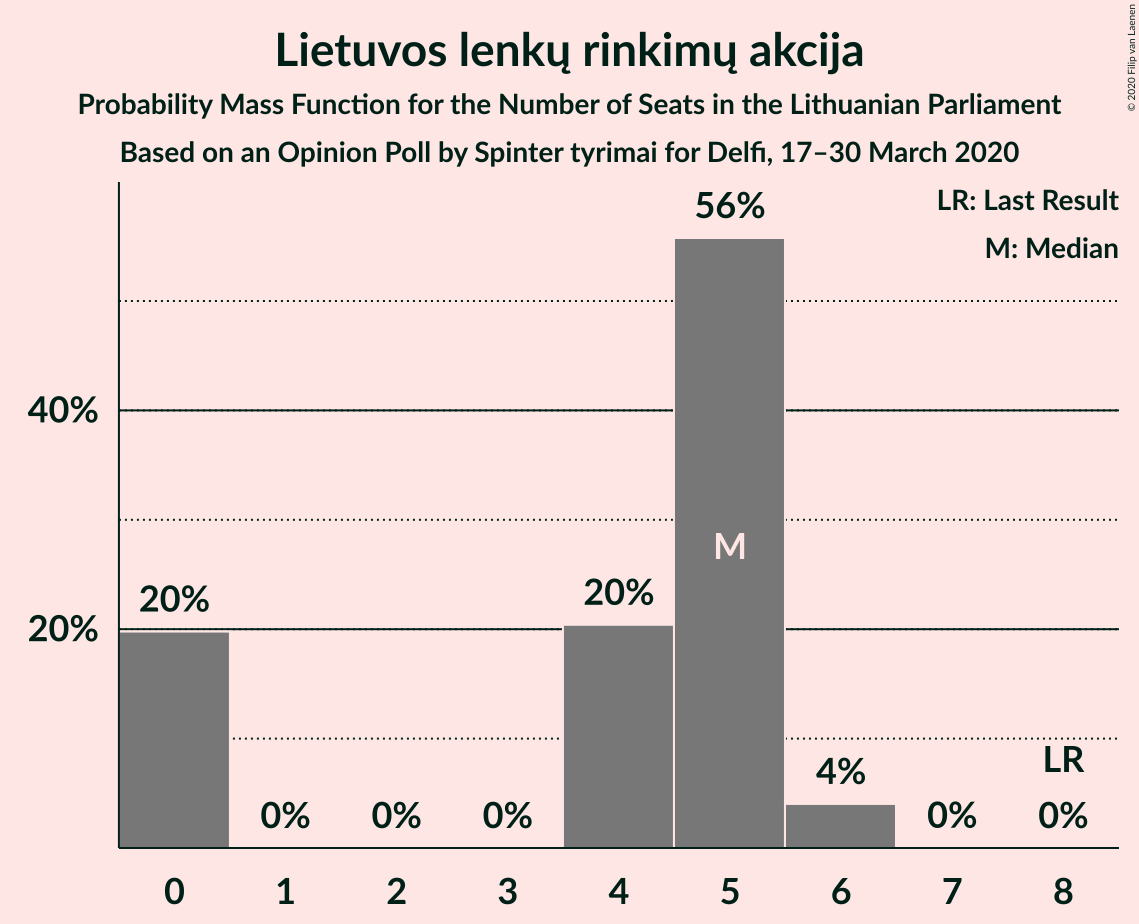 Lietuvos lenkų rinkimų akcija
Probability Mass Function for the Number of Seats in the Lithuanian Parliament
Based on an Opinion Poll by Spinter tyrimai for Delfi, 17–30 March 2020
© 2020 Filip van Laenen
LR: Last Result
M: Median
56%
40%
M
20%
20%
20%
4%
LR
0%
0%
0%
0%
0%
0 1 2 3 4 5 6 7 8